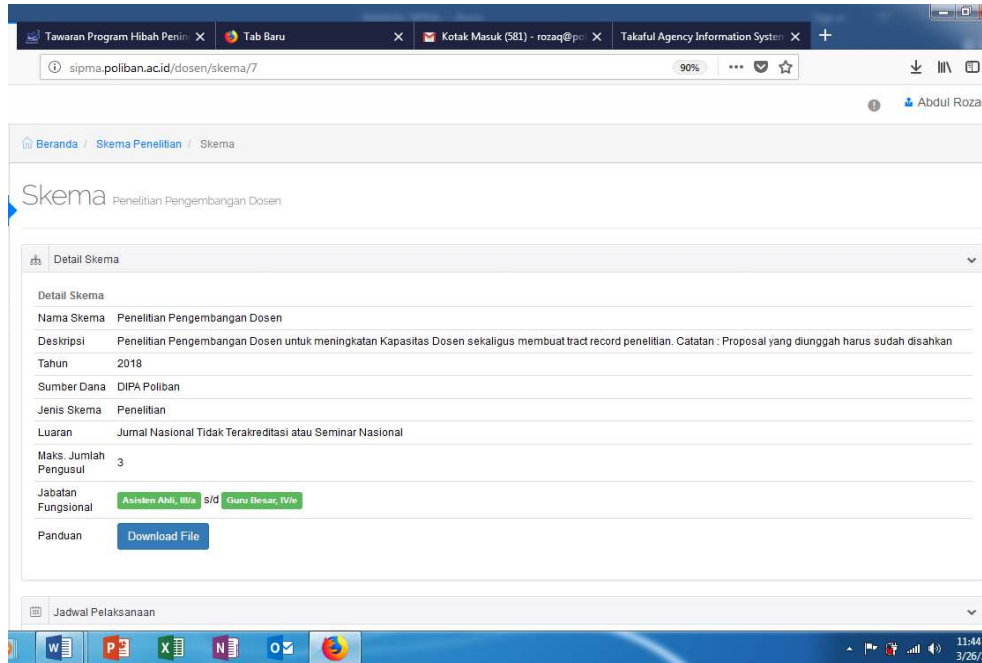 Tawaran Program Hibah Penin
Tab Baru
Kotak Masuk (581) - rozaq@pol
Takaful Agency Information System
sipma.poliban.ac.id/dosen/skema/7
90%
Abdul Roza
Beranda / Skema Penelitian / Skema
Skema Penelitian Pengembangan Dosen
Detail Skema
Detail Skema
Nama Skema Penelitian Pengembangan Dosen
Deskripsi Penelitian Pengembangan Dosen untuk meningkatan Kapasitas Dosen sekaligus membuat tract record penelitian. Catatan : Proposal yang diunggah harus sudah disahkan
Tahun 2018
Sumber Dana DIPA Poliban
Jenis Skema Penelitian
Luaran Jurnal Nasional Tidak Terakreditasi atau Seminar Nasional
Maks. Jumlah
Pengusul 3
Jabatan
Fungsional Asisten Ahli, III/a s/d Guru Besar, IV/e
Panduan Download File
Jadwal Pelaksanaan
11:44
3/26/